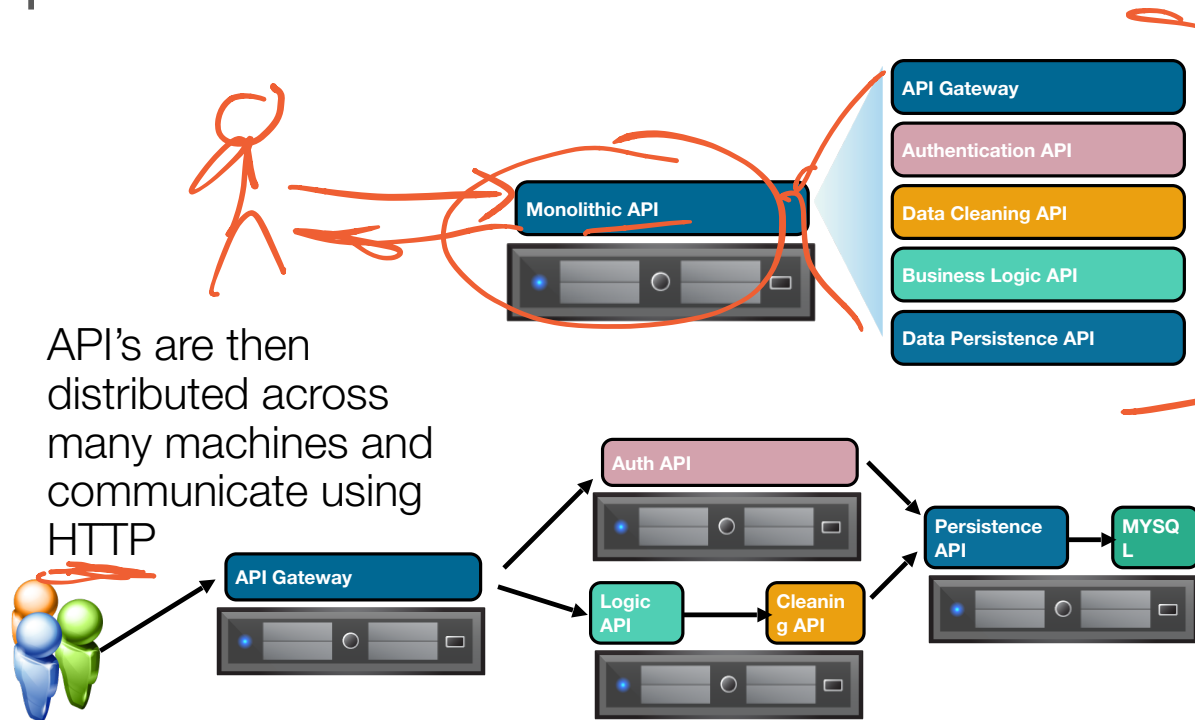 API Gateway
Authentication API
Monolithic API
Data Cleaning API
Business Logic API
Data Persistence API
API's are then
distributed across
many machines and
communicate using
HTTP
Auth API
Persistence
API
MYSQ
L
API Gateway
Logic
API
Cleanin
g API